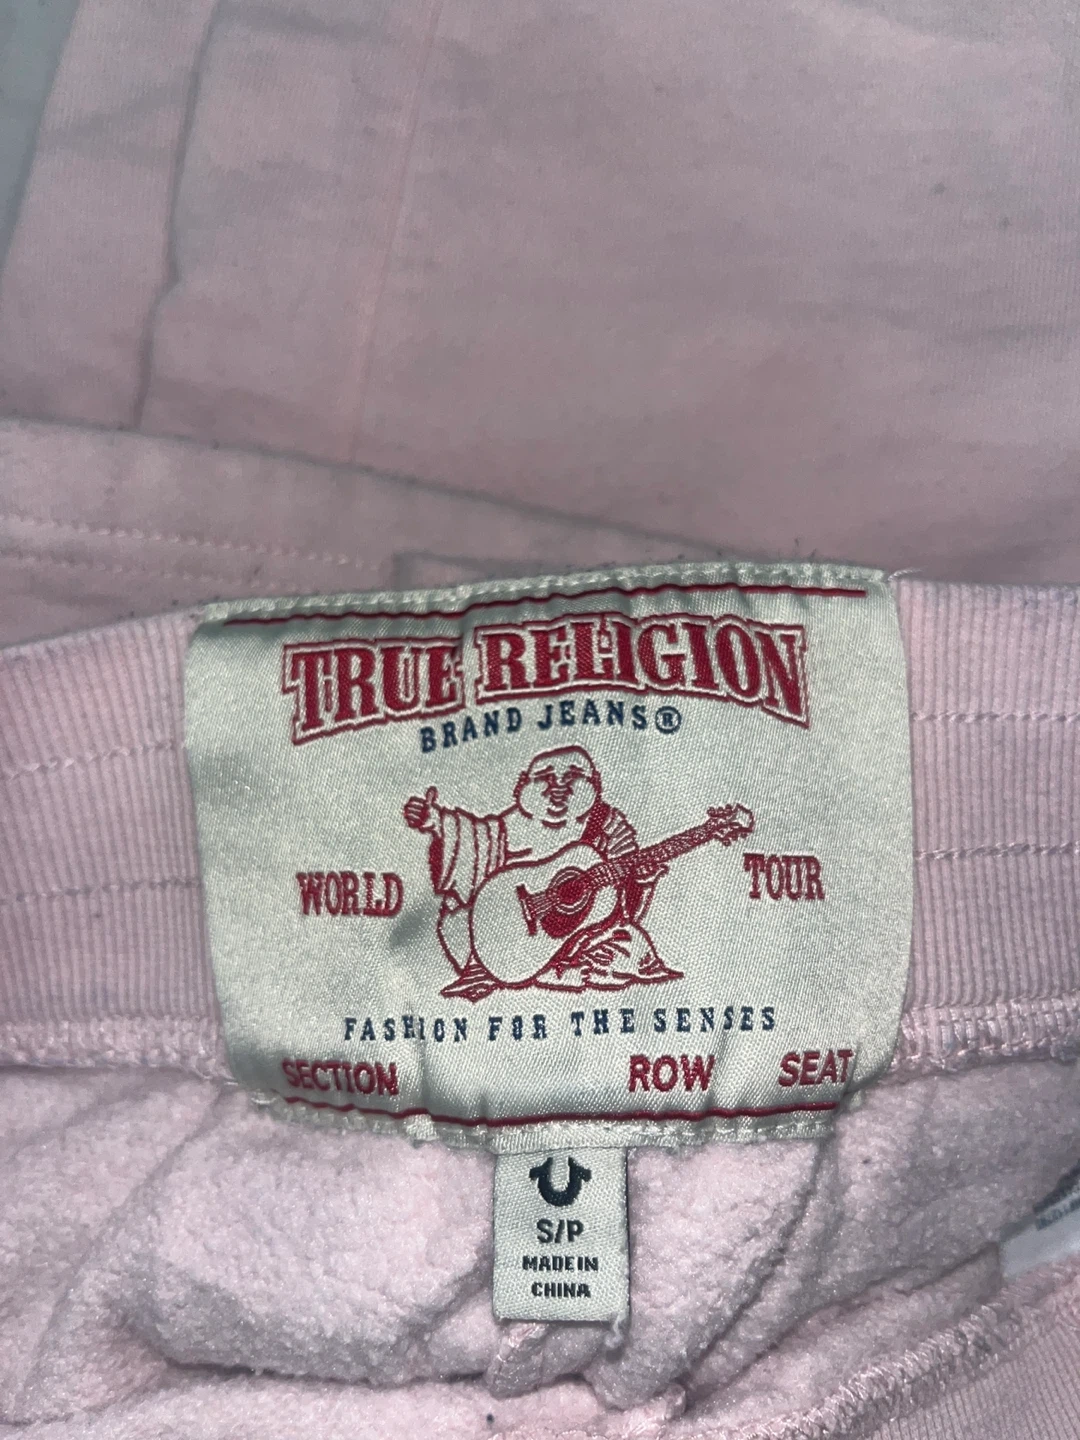 TRUE RELIGION
BRAND JEANS®
WORLD TOUR
FASHION FOR THE SENSES
SECTION ROW SEAT
S/P
MADE IN
CHINA